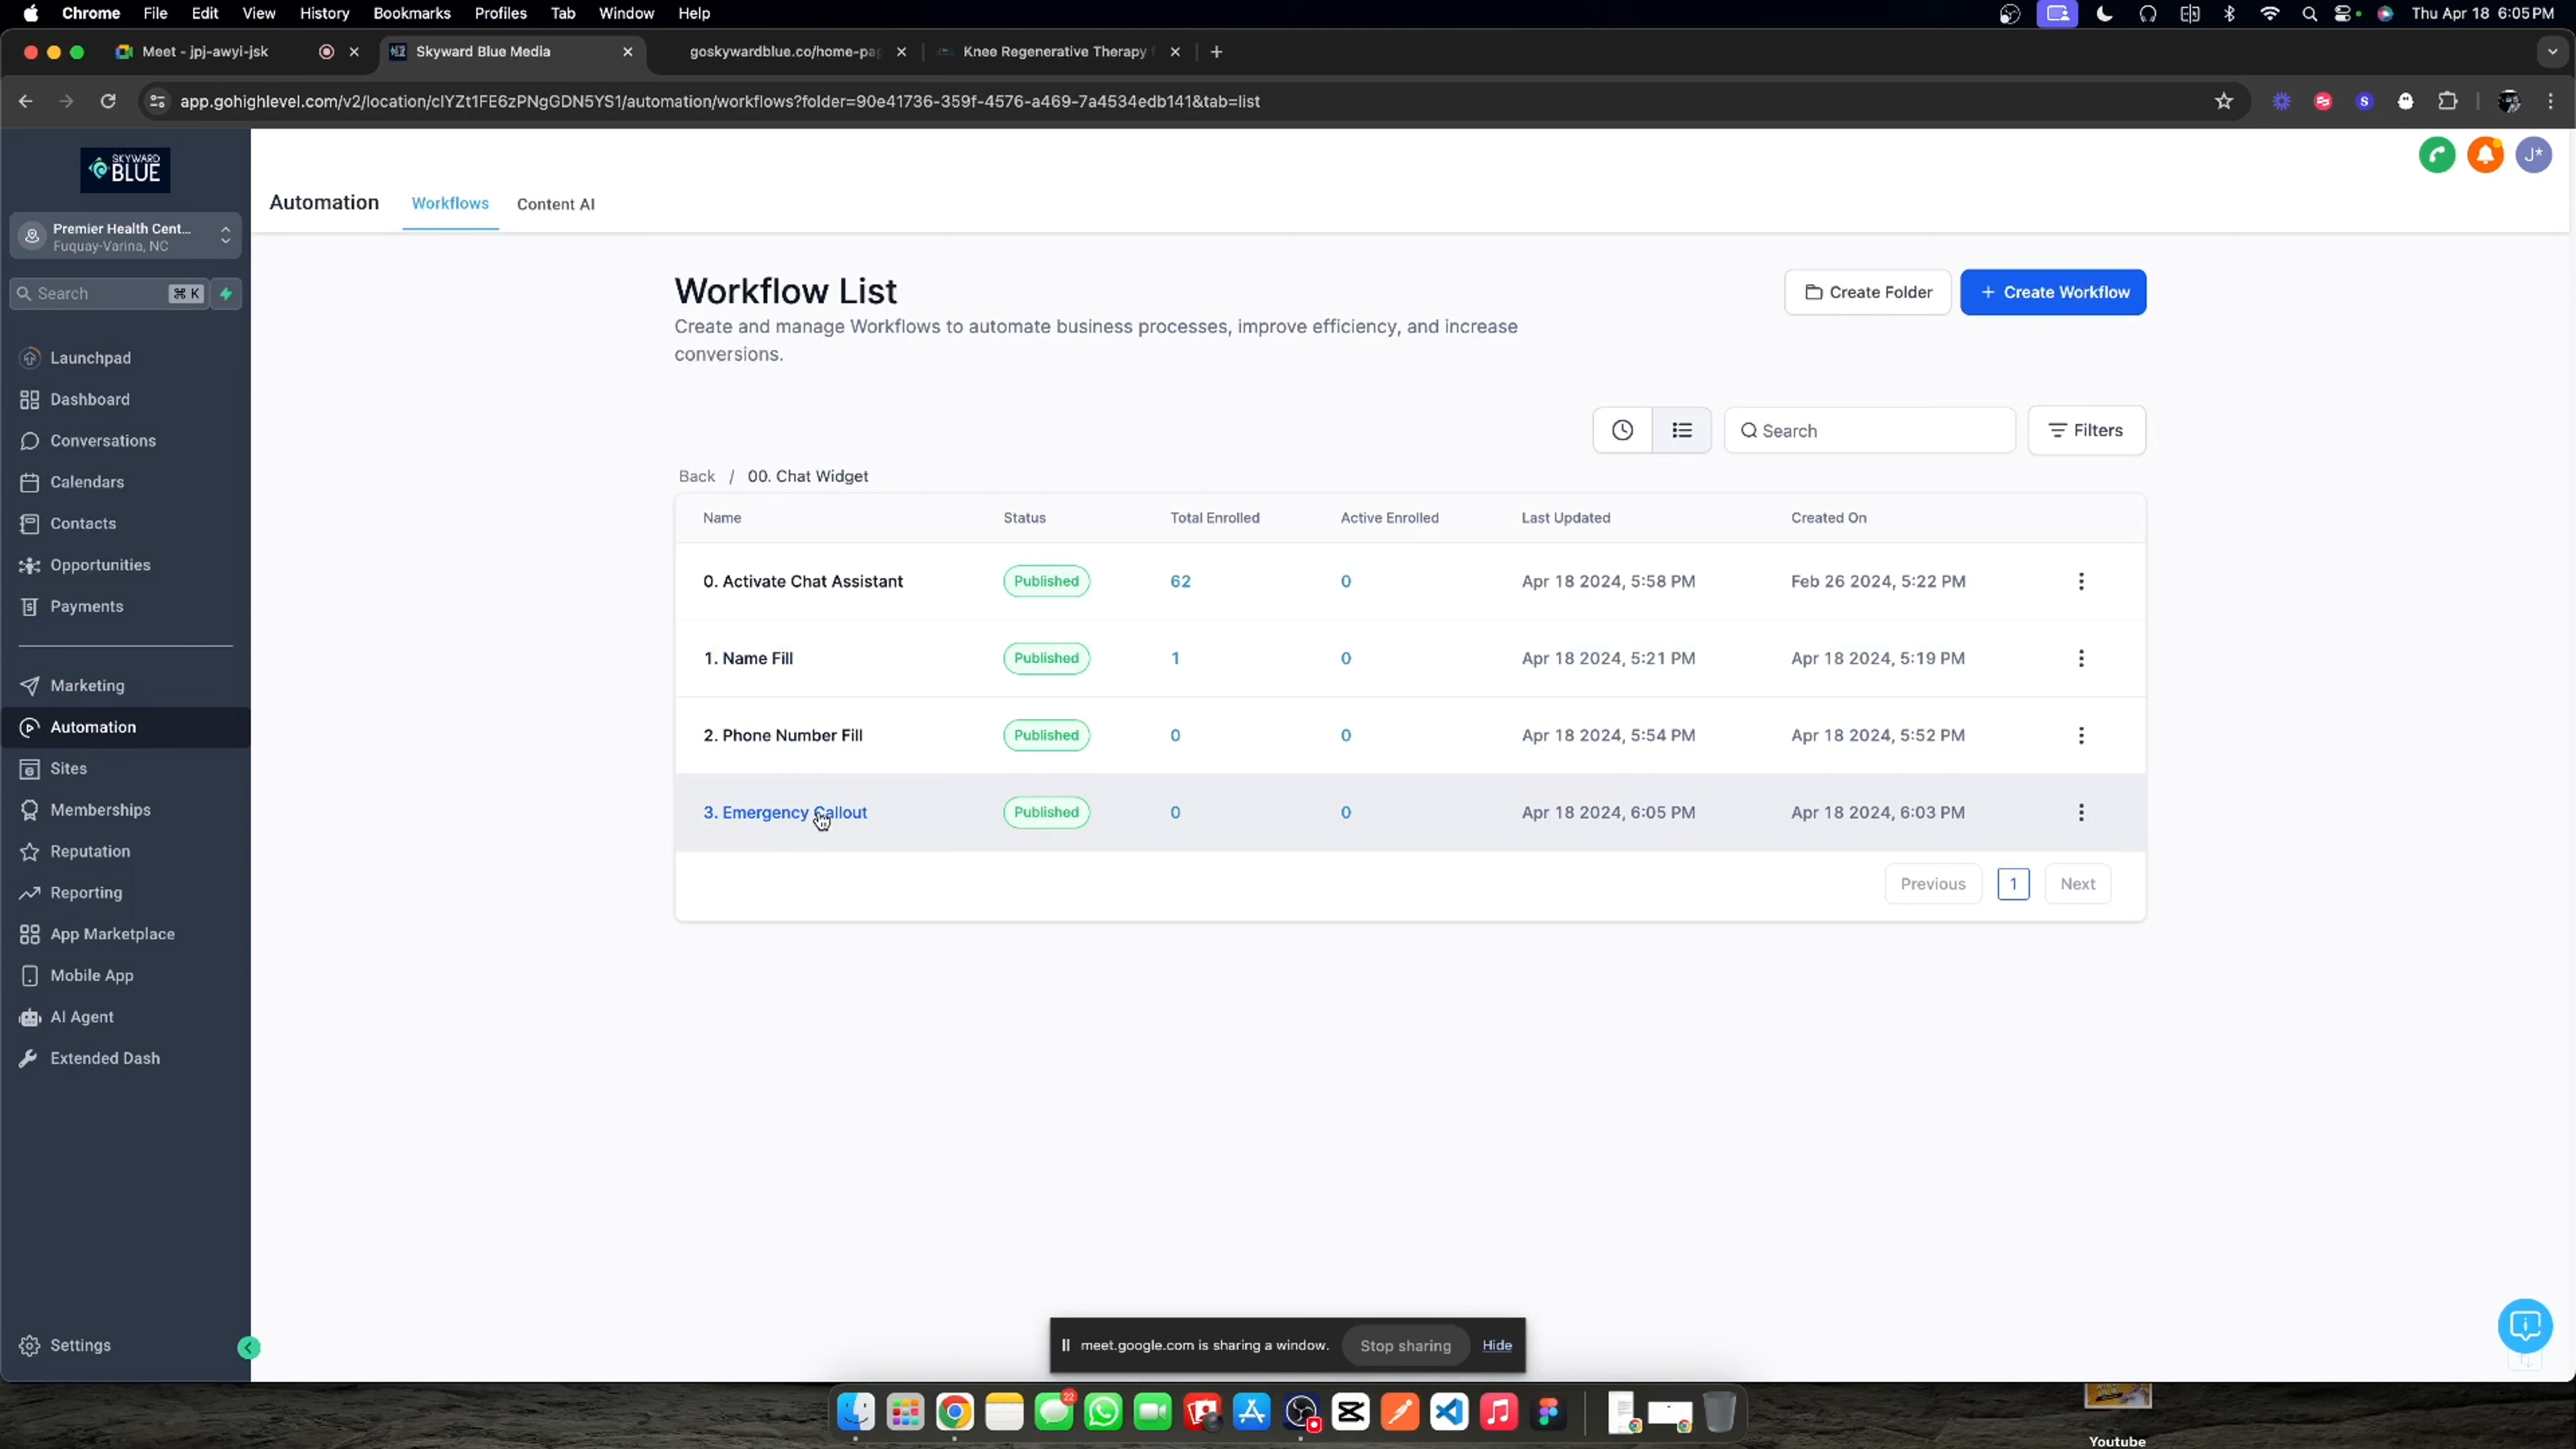 Chrome File Edit View History Bookmarks Profiles Tab Window Help Thu Apr 18 6:05 PM
Meet - jpj-awyi-jsk Skyward Blue Media goskywardblue.co/home-pag Knee Regenerative Therapy
app.gohighlevel.com/v2/location/cIYZt1FE6zPNgGDN5YS1/automation/workflows?folder=90e41736-359f-4576-a469-7a4534edb141&tab=list
SKYWARD
BLUE
J*
Automation Workflows Content AI
Premier Health Cent...
Fuquay-Varina, NC
Search ⌘ K
Launchpad
Dashboard
Conversations
Calendars
Contacts
Opportunities
Payments
Marketing
Automation
Sites
Memberships
Reputation
Reporting
App Marketplace
Mobile App
AI Agent
Extended Dash
Settings
Workflow List
Create and manage Workflows to automate business processes, improve efficiency, and increase
conversions.
Create Folder + Create Workflow
Search Filters
Back / 00. Chat Widget
Name Status Total Enrolled Active Enrolled Last Updated Created On
0. Activate Chat Assistant Published 62 0 Apr 18 2024, 5:58 PM Feb 26 2024, 5:22 PM
1. Name Fill Published 1 0 Apr 18 2024, 5:21 PM Apr 18 2024, 5:19 PM
2. Phone Number Fill Published 0 0 Apr 18 2024, 5:54 PM Apr 18 2024, 5:52 PM
3. Emergency Callout Published 0 0 Apr 18 2024, 6:05 PM Apr 18 2024, 6:03 PM
Previous 1 Next
meet.google.com is sharing a window. Stop sharing Hide
22
Youtube